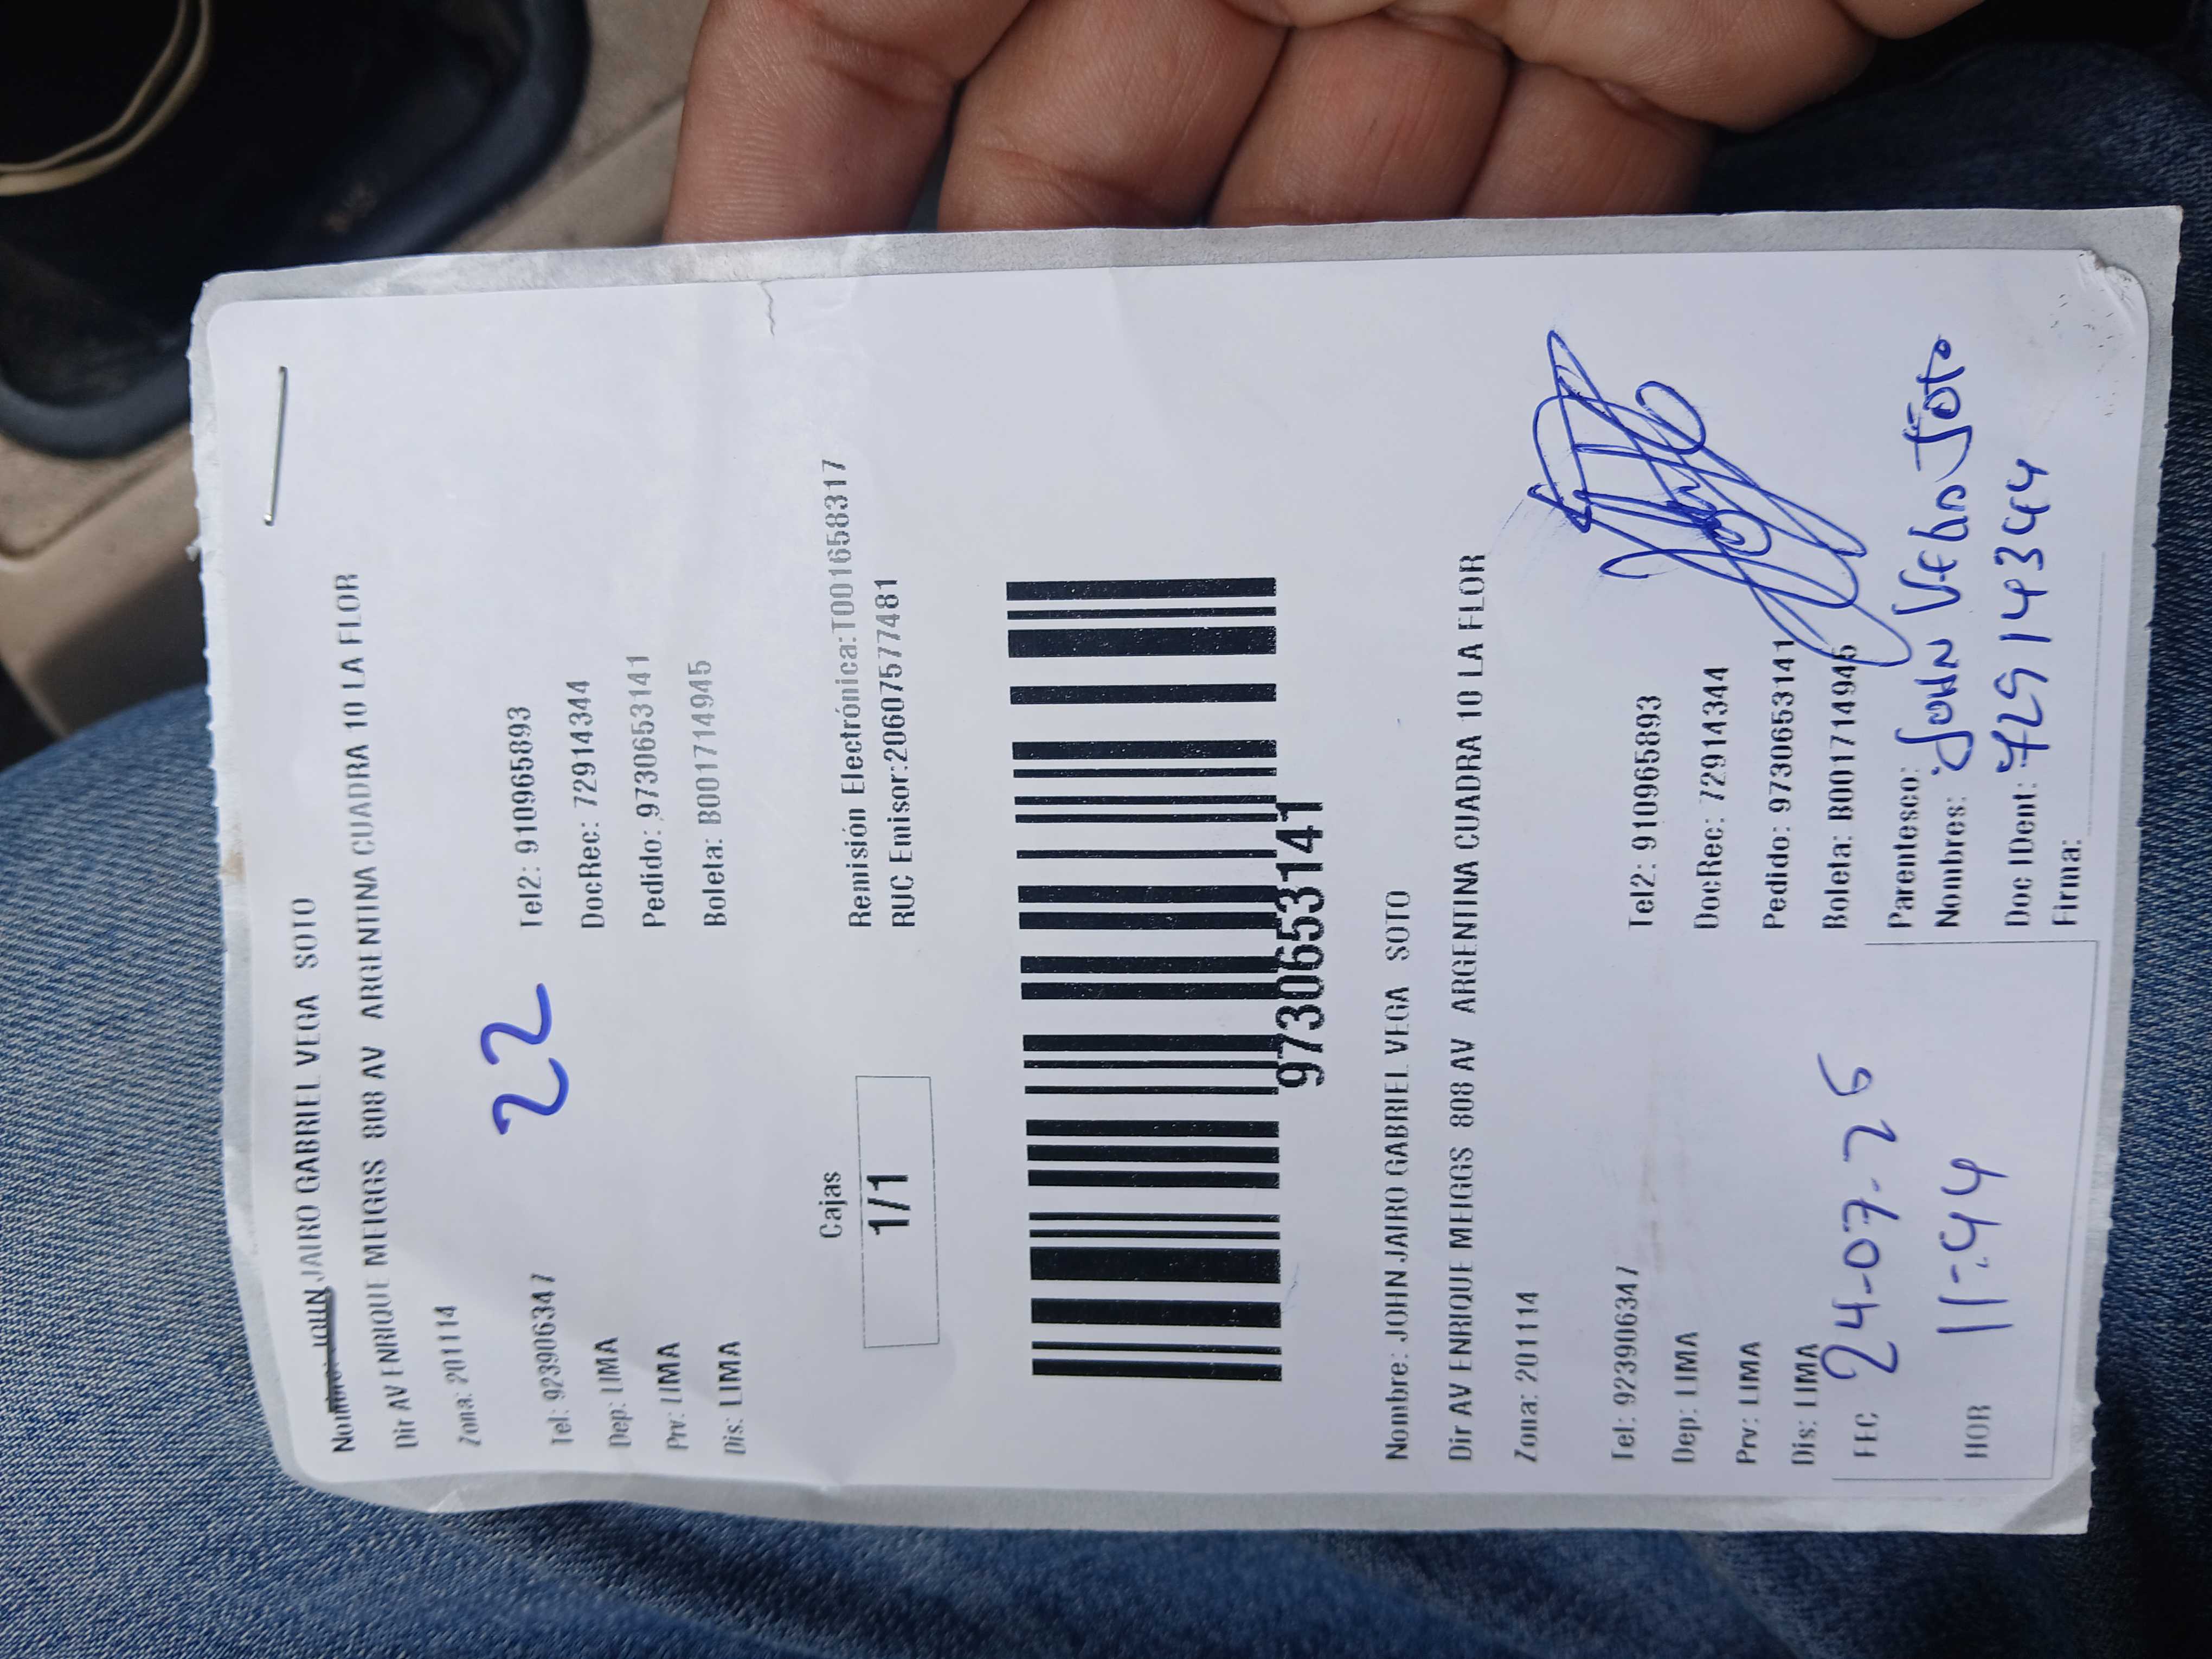 Nombre: JOHN JAIRO GABRIEL VEGA SOTO
Dir AV ENRIQUE MEIGGS 808 AV ARGENTINA CUADRA 10 LA FLOR
Zona: 201114
22
Tel: 923906347 Tel2: 910965893
Dep: LIMA DocRec: 72914344
Prv: LIMA Pedido: 9730653141
Dis: LIMA Boleta: B001714945
Cajas
1/1
Remisión Electrónica:T001658317
RUC Emisor:20607577481
9730653141
Nombre: JOHN JAIRO GABRIEL VEGA SOTO
Dir AV ENRIQUE MEIGGS 808 AV ARGENTINA CUADRA 10 LA FLOR
Zona: 201114
Tel: 923906347 Tel2: 910965893
Dep: LIMA DocRec: 72914344
Prv: LIMA Pedido: 9730653141
Dis: LIMA Boleta: B001714945
FEC 24-07-26
HOR 11:44
Parentesco:
Nombres: JOHN VEGA SOTO
Doc IDent: 72914344
Firma: